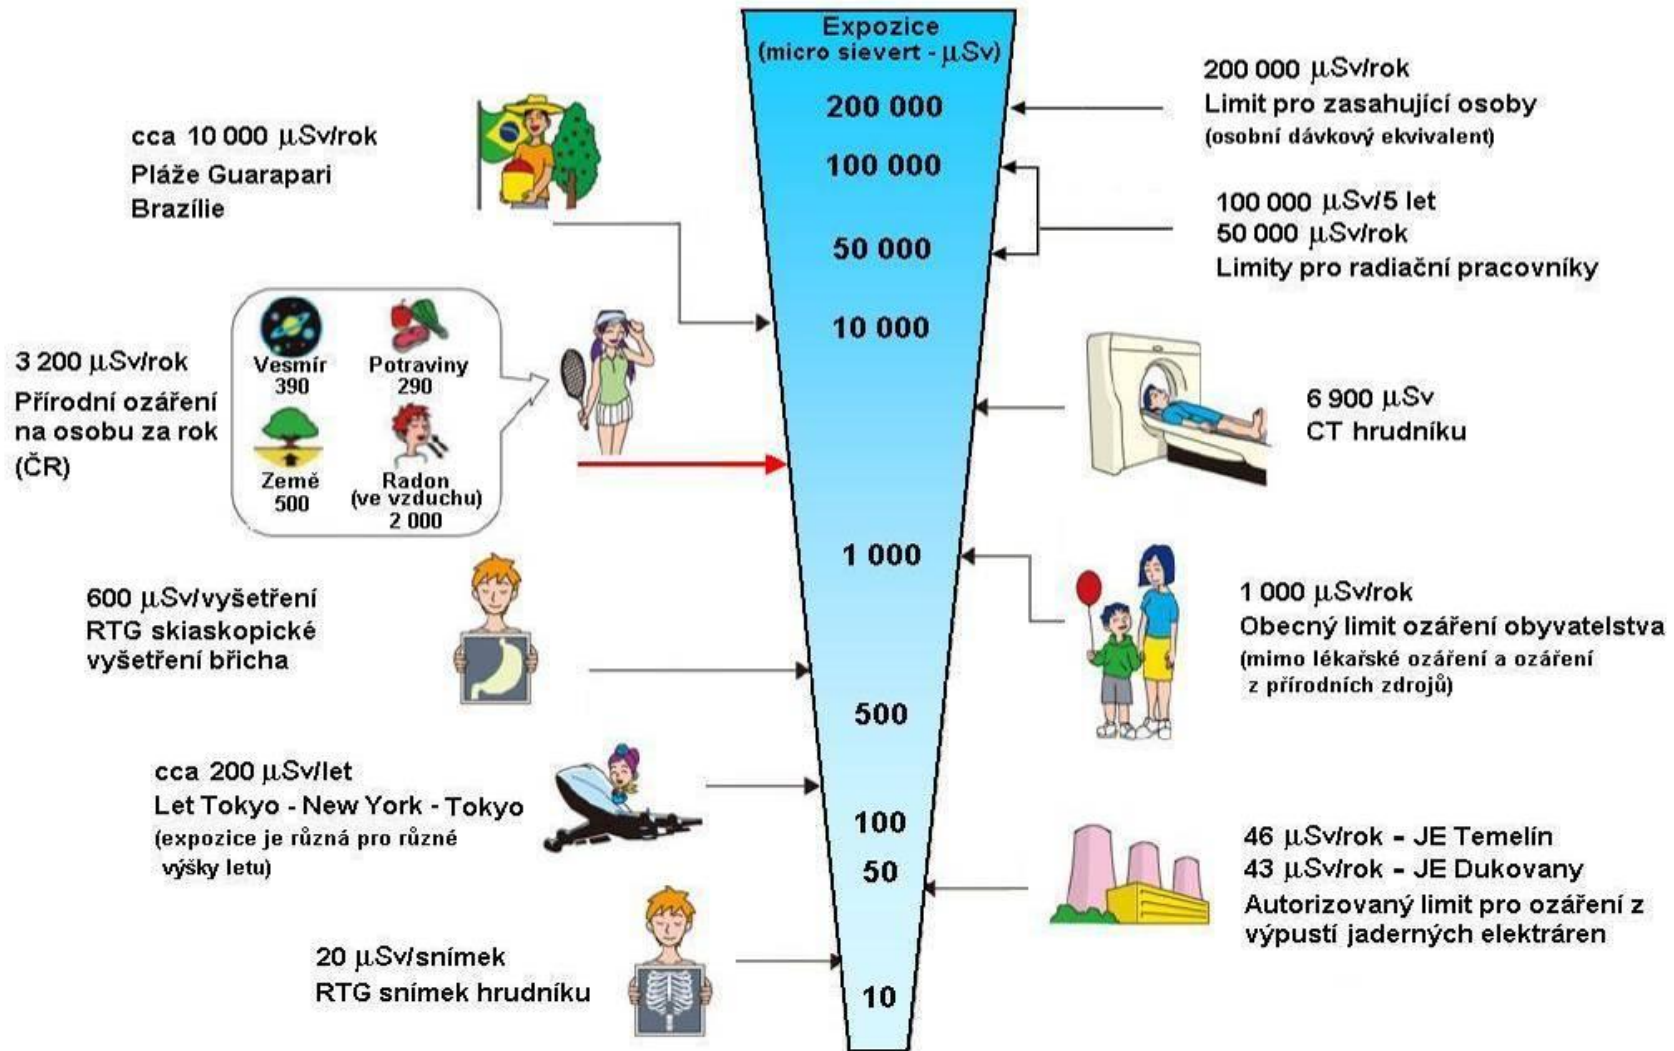 Expozice
(micro sievert - µSv)
200 000
100 000
50 000
10 000
1 000
500
100
50
10
cca 10 000 µSv/rok
Pláže Guarapari
Brazílie
3 200 µSv/rok
Přírodní ozáření
na osobu za rok
(ČR)
Vesmír
390
Potraviny
290
Země
500
Radon
(ve vzduchu)
2 000
600 µSv/vyšetření
RTG skiaskopické
vyšetření břicha
cca 200 µSv/let
Let Tokyo - New York - Tokyo
(expozice je různá pro různé
výšky letu)
20 µSv/snímek
RTG snímek hrudníku
200 000 µSv/rok
Limit pro zasahující osoby
(osobní dávkový ekvivalent)
100 000 µSv/5 let
50 000 µSv/rok
Limity pro radiační pracovníky
6 900 µSv
CT hrudníku
1 000 µSv/rok
Obecný limit ozáření obyvatelstva
(mimo lékařské ozáření a ozáření
z přírodních zdrojů)
46 µSv/rok - JE Temelín
43 µSv/rok - JE Dukovany
Autorizovaný limit pro ozáření z
výpustí jaderných elektráren